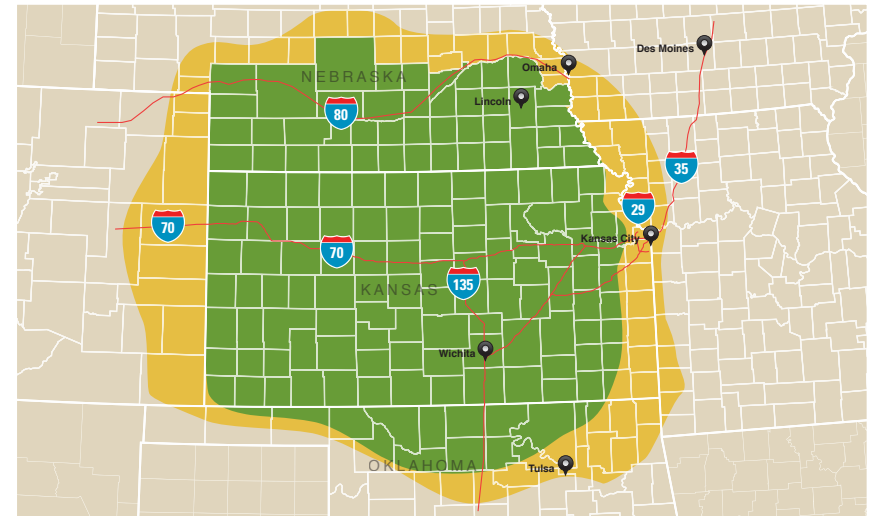 Des Moines
Omaha
NEBRASKA
Lincoln
80
35
29
70
Kansas City
70
135
KANSAS
Wichita
OKLAHOMA
Tulsa